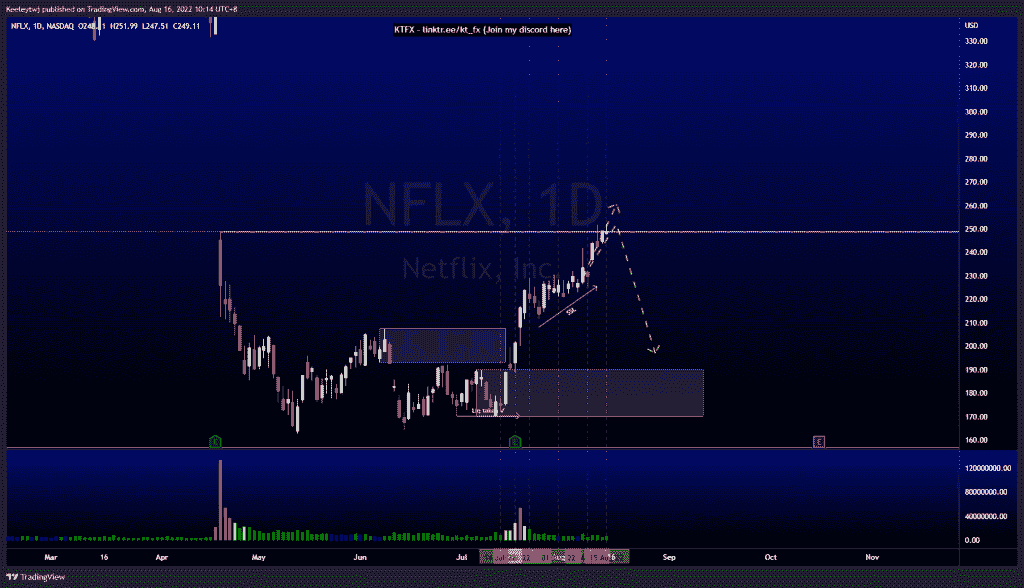 Keeleytwj published on TradingView.com, Aug 16, 2022 10:14 UTC+8
NFLX, 1D, NASDAQ H251.99 L247.51 C249.11
KTFX - linktr.ee/kt_fx (Join my discord here)
USD
330.00
320.00
310.00
300.00
290.00
280.00
270.00
260.00
250.00
240.00
230.00
220.00
210.00
200.00
190.00
180.00
170.00
160.00
NFLX, 1D
Netflix, Inc
E
E
E
120000000.00
80000000.00
40000000.00
0.00
Mar 16 Apr May Jun Jul 16 Sep Oct Nov
TradingView